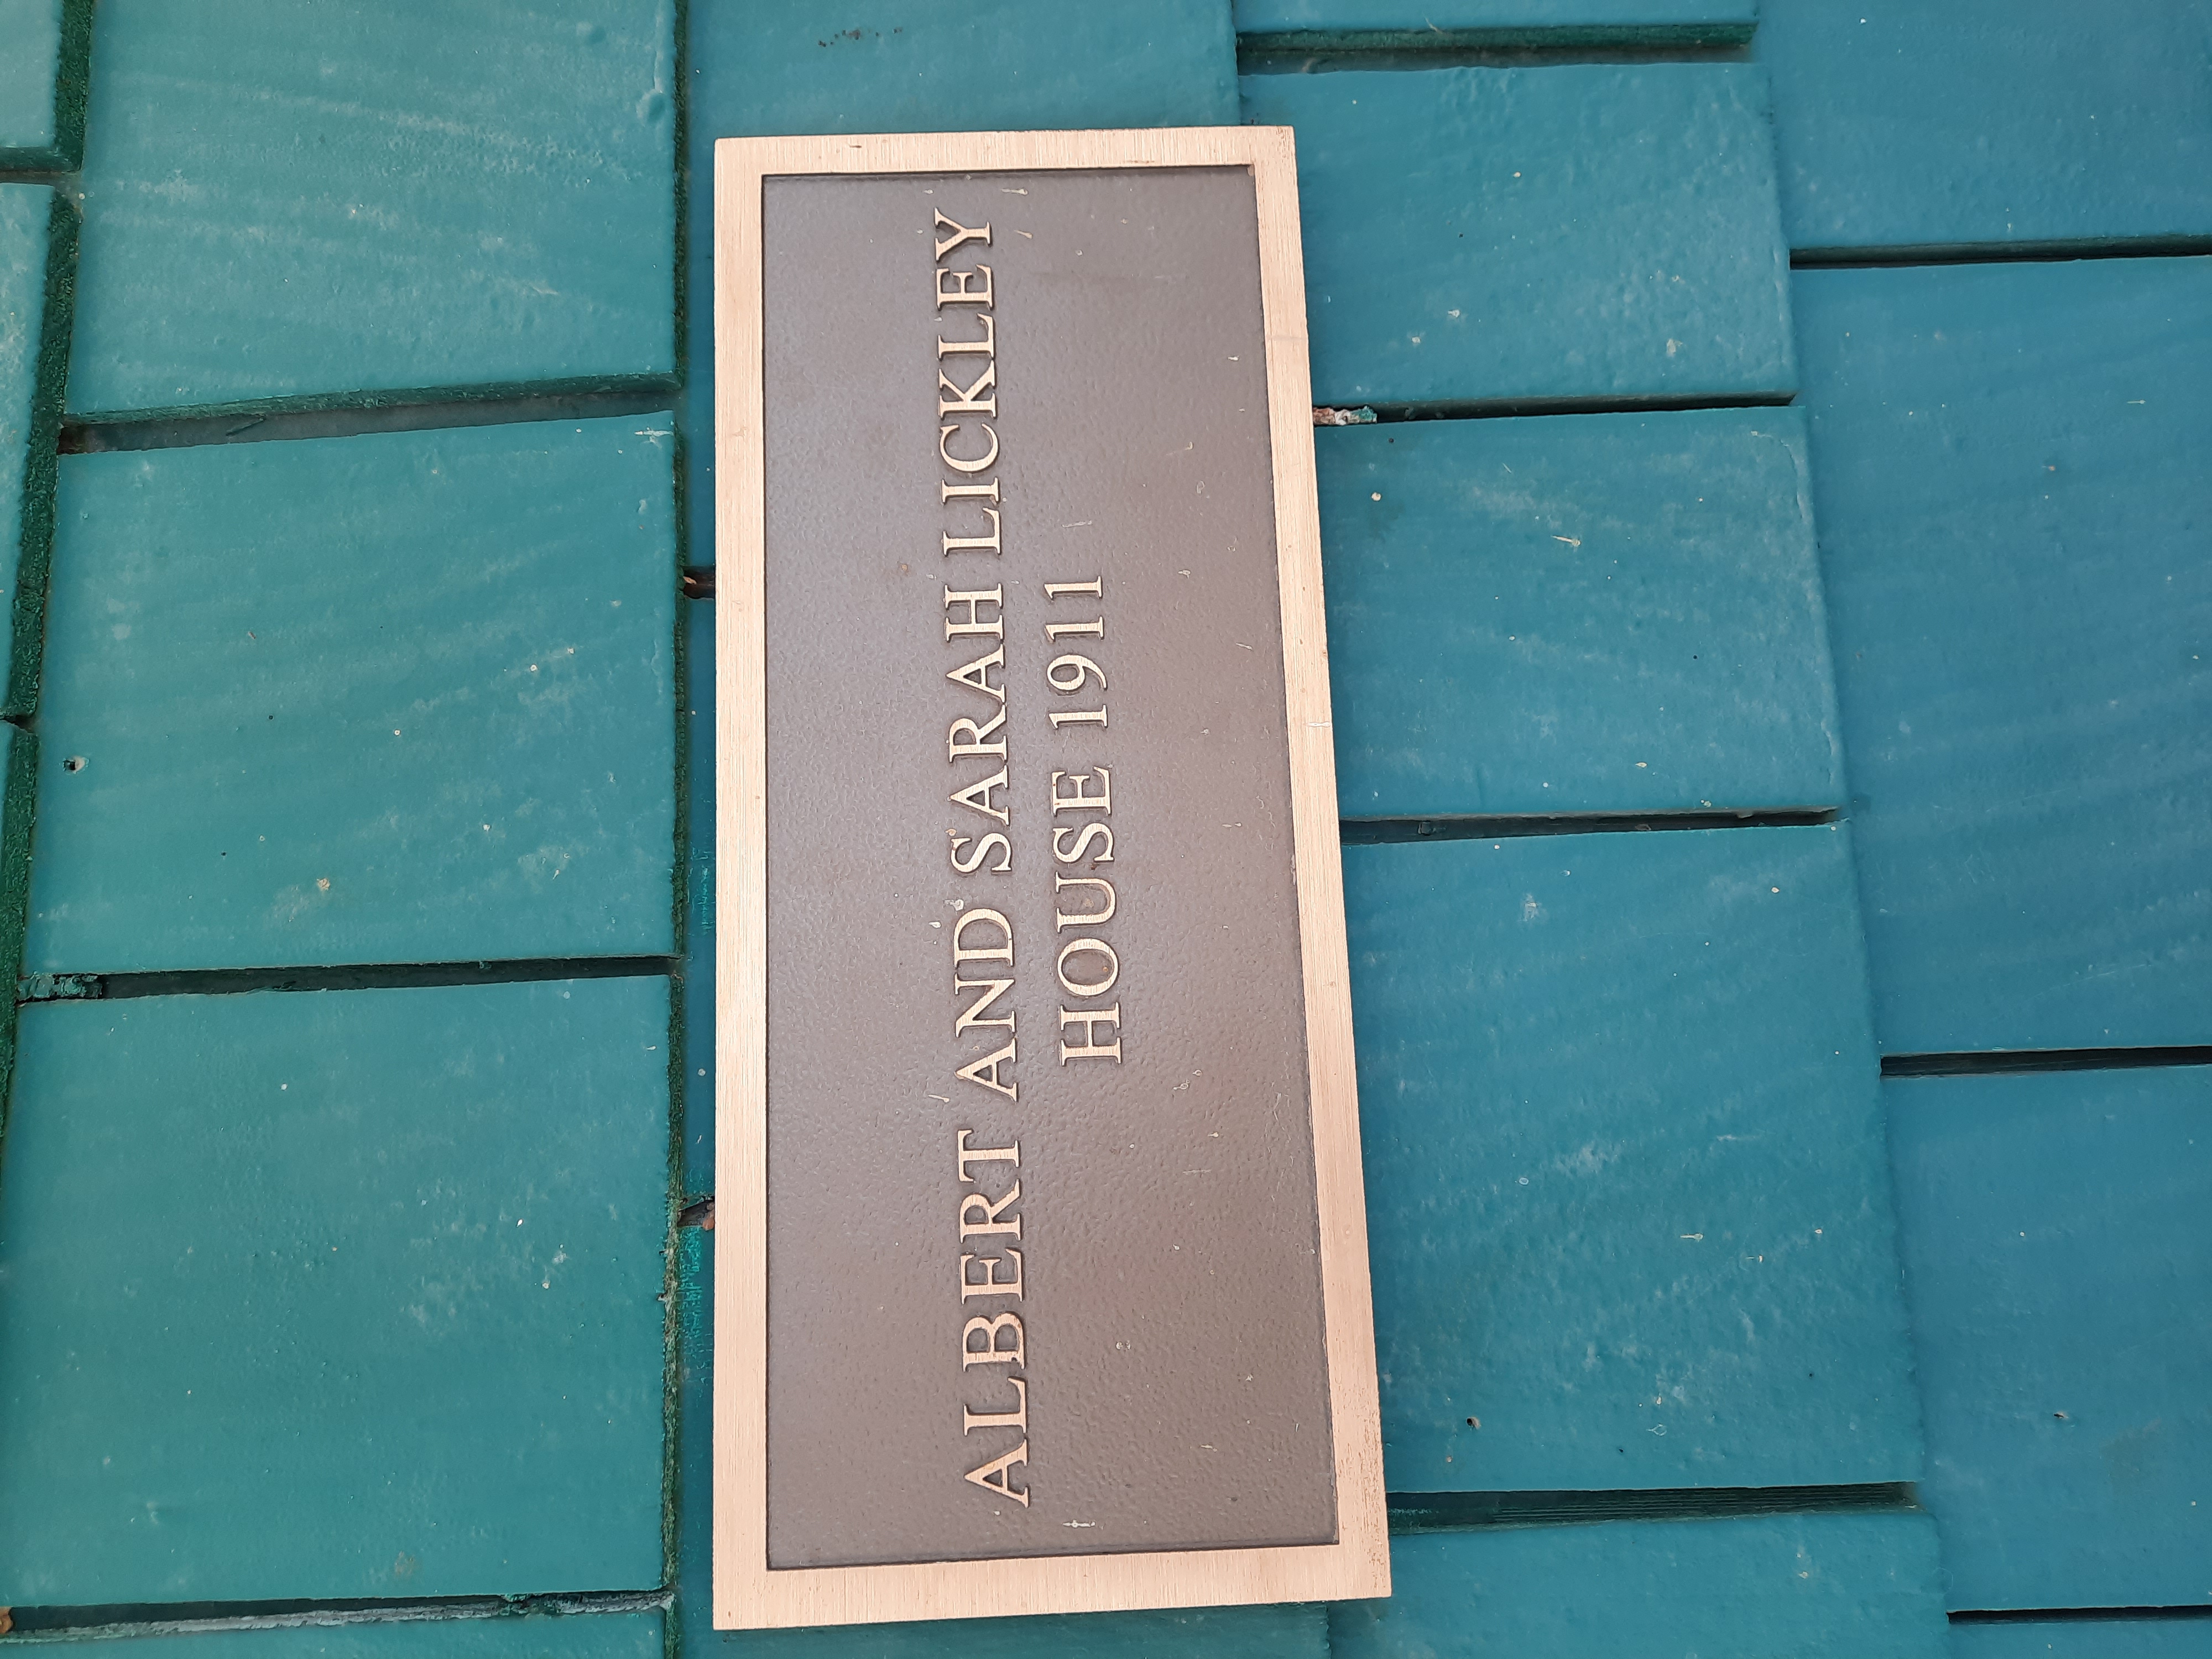 ALBERT AND SARAH LICKLEY
HOUSE 1911